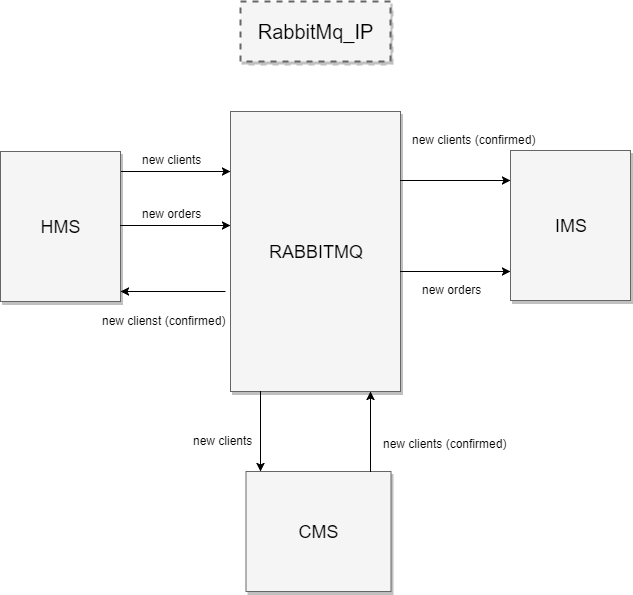 RabbitMq_IP
new clients
new clients (confirmed)
HMS
new orders
RABBITMQ
IMS
new orders
new clienst (confirmed)
new clients
new clients (confirmed)
CMS